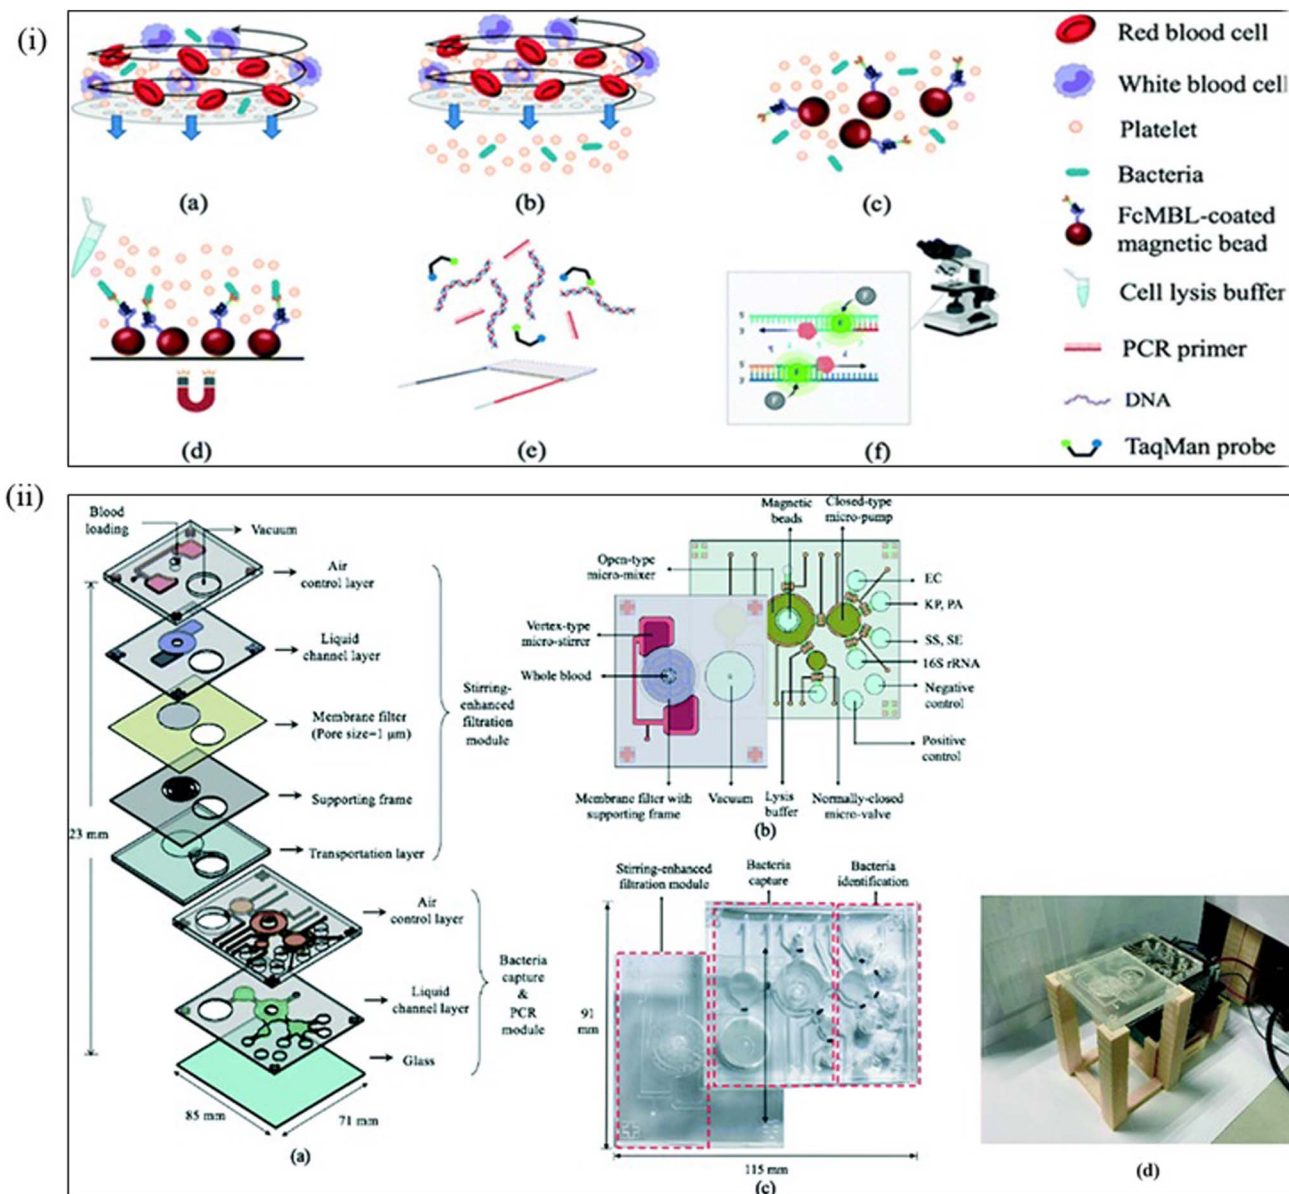 (i)
Red blood cell
White blood cell
Platelet
Bacteria
FcMBL-coated
magnetic bead
Cell lysis buffer
PCR primer
DNA
TaqMan probe
(a)
(b)
(c)
(d)
(e)
(f)
5'
3'
5'
3'
F
F
(ii)
Blood
loading
Vacuum
Air
control layer
Liquid
channel layer
Membrane filter
(Pore size=1 μm)
Supporting frame
Transportation layer
Stirring-
enhanced
filtration
module
23 mm
Air
control layer
Liquid
channel layer
Glass
Bacteria
capture
&
PCR
module
85 mm
71 mm
(a)
Magnetic
beads
Closed-type
micro-pump
Open-type
micro-mixer
EC
KP, PA
SS, SE
16S rRNA
Negative
control
Positive
control
Vortex-type
micro-stirrer
Whole blood
Membrane filter with
supporting frame
Vacuum
Lysis
buffer
Normally-closed
micro-valve
(b)
Stirring-enhanced
filtration module
Bacteria
capture
Bacteria
identification
91
mm
115 mm
(c)
(d)